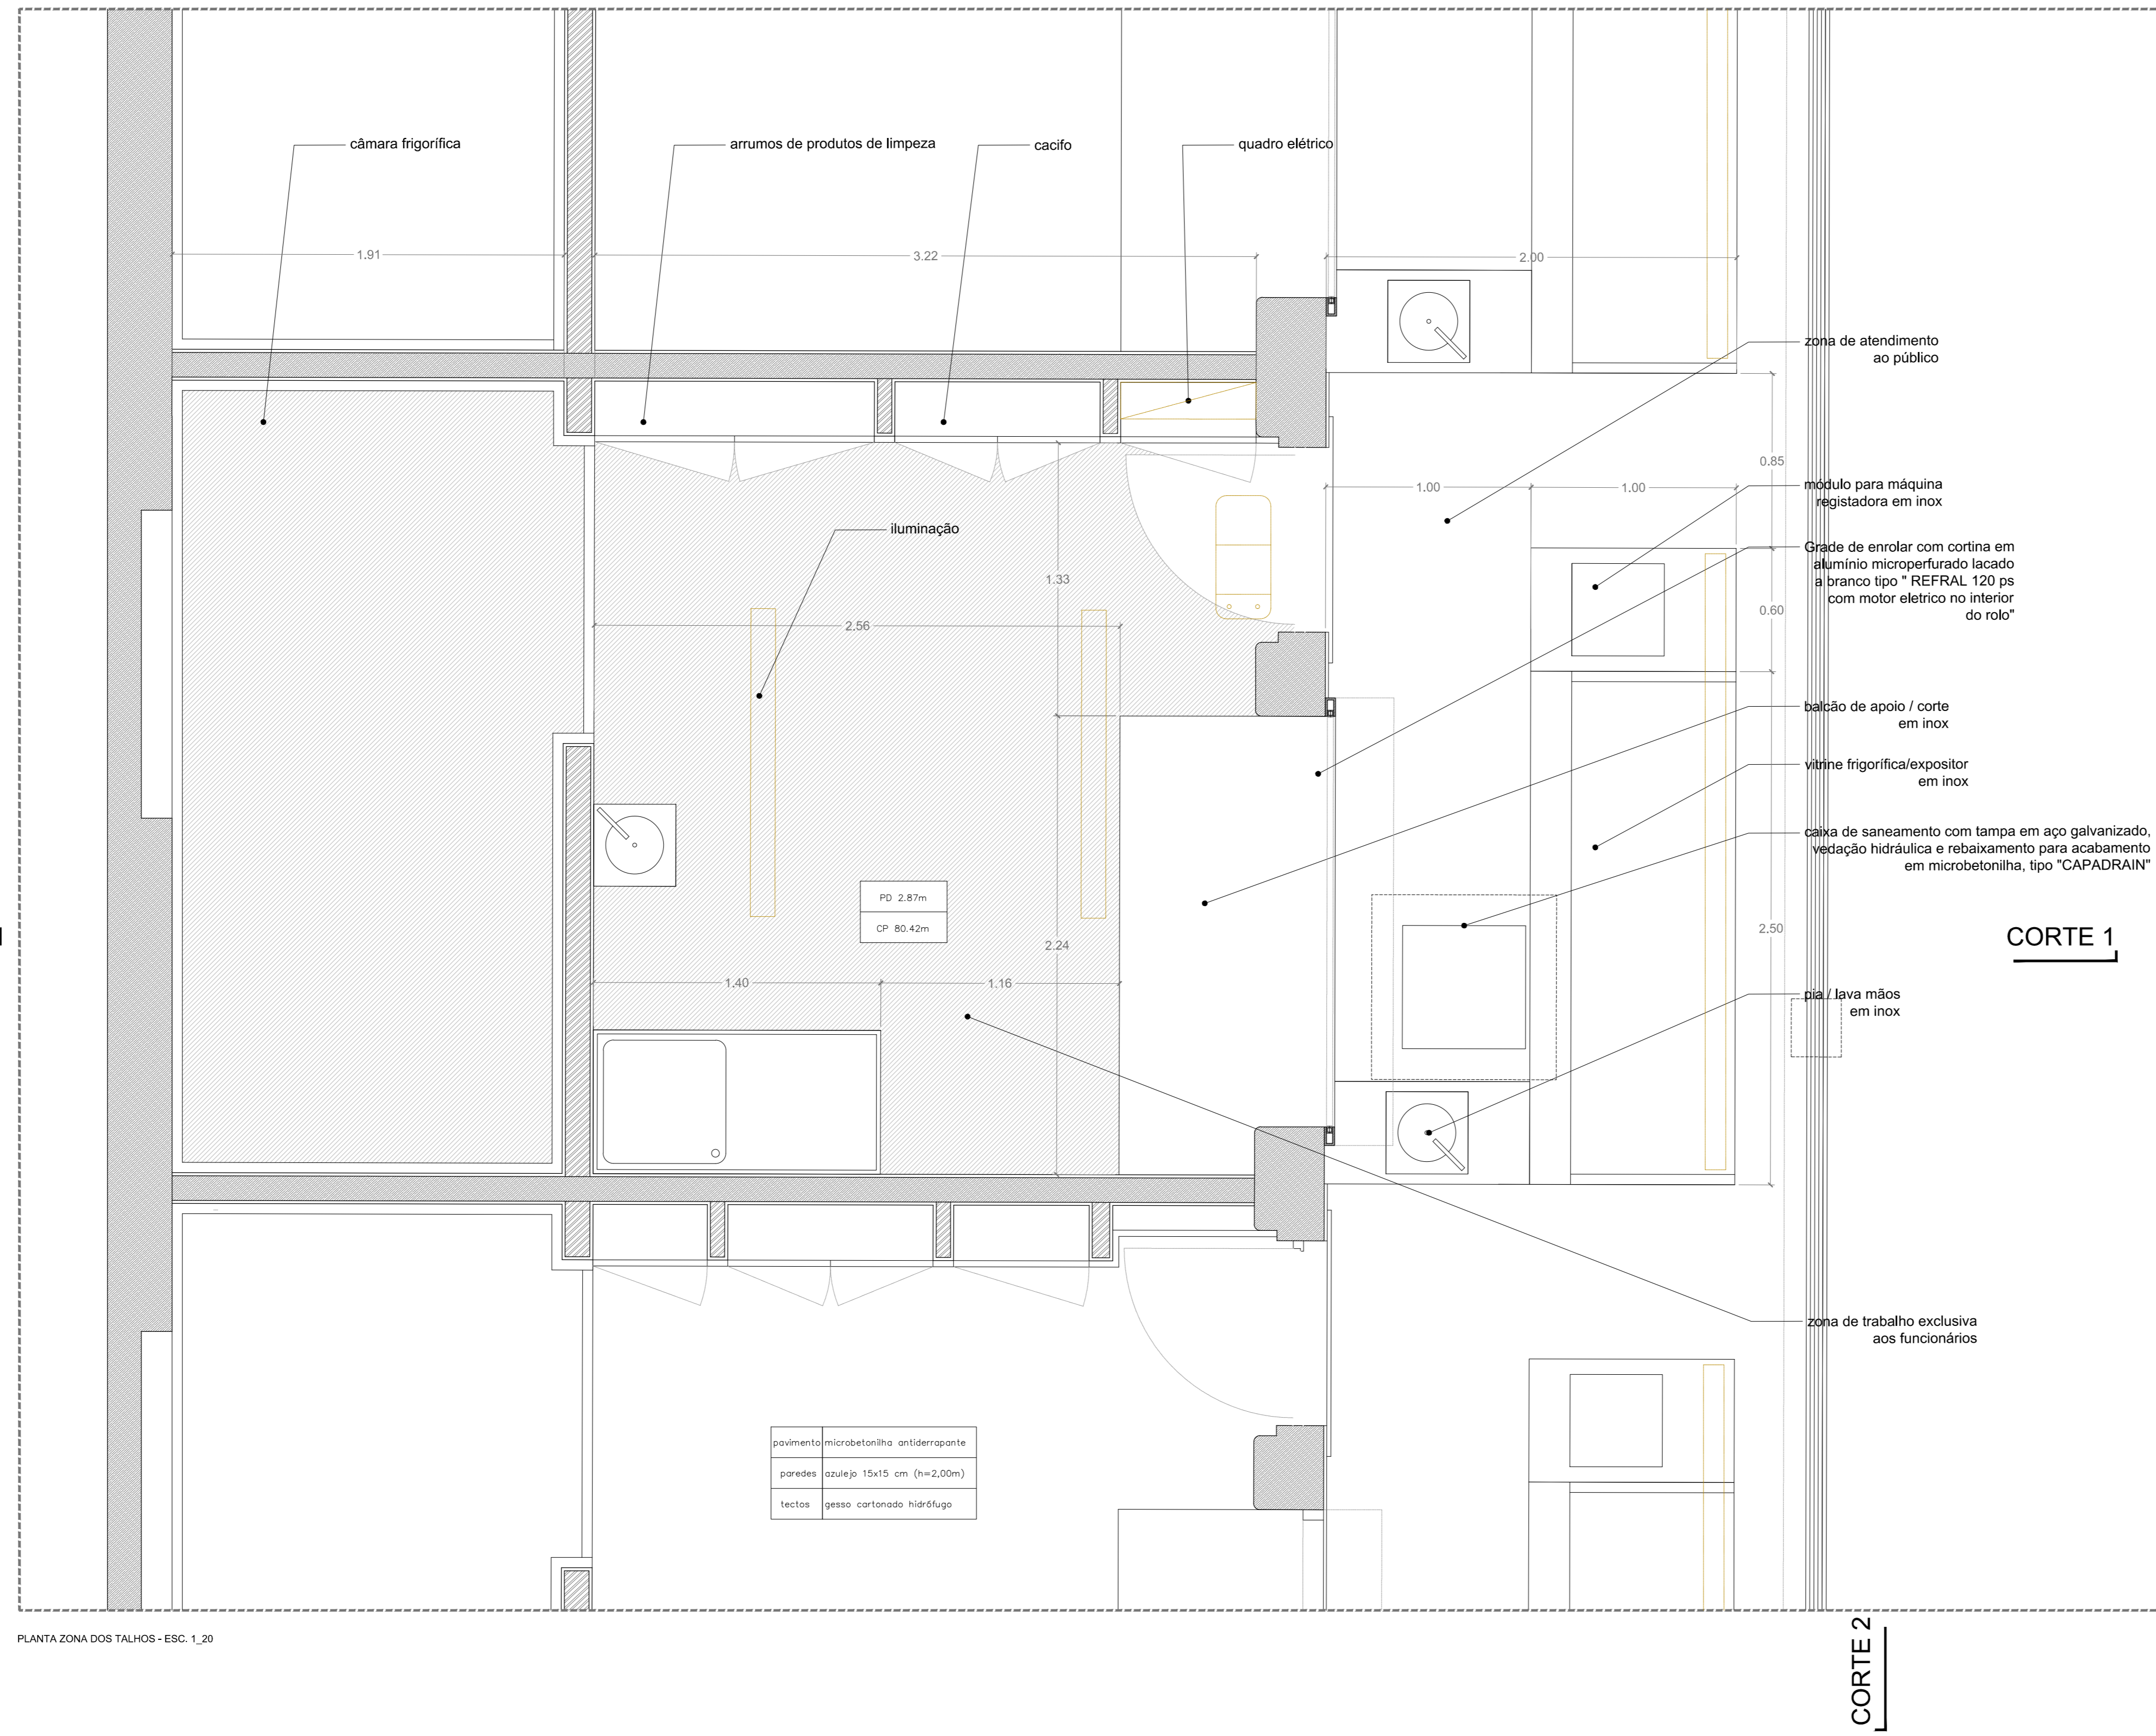 câmara frigorífica
arrumos de produtos de limpeza
cacifo
quadro elétrico
1.91
3.22
2.00
zona de atendimento
ao público
0.85
1.00
1.00
módulo para máquina
registadora em inox
iluminação
Grade de enrolar com cortina em
alumínio microperfurado lacado
a branco tipo " REFRAL 120 ps
com motor eletrico no interior
do rolo"
1.33
0.60
2.56
balcão de apoio / corte
em inox
vitrine frigorífica/expositor
em inox
caixa de saneamento com tampa em aço galvanizado,
vedação hidráulica e rebaixamento para acabamento
em microbetonilha, tipo "CAPADRAIN"
PD 2.87m
CP 80.42m
2.24
2.50
CORTE 1
1.40
1.16
pia / lava mãos
em inox
zona de trabalho exclusiva
aos funcionários
pavimento microbetonilha antiderrapante
paredes azulejo 15x15 cm (h=2,00m)
tectos gesso cartonado hidrófugo
PLANTA ZONA DOS TALHOS - ESC. 1_20
CORTE 2